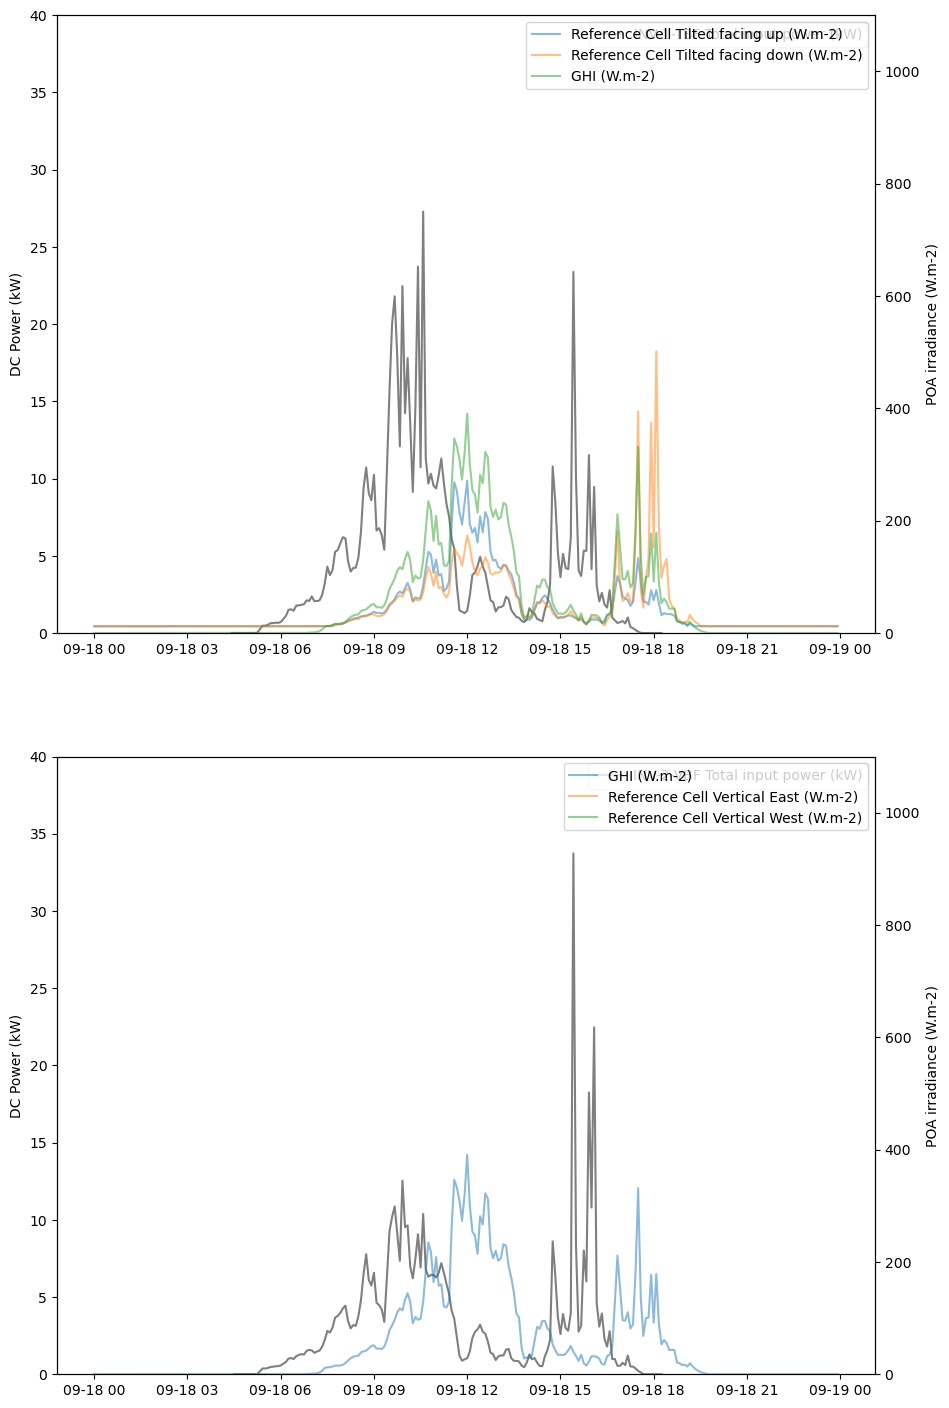 40
35
30
25
20
15
10
5
0
DC Power (kW)
Reference Cell Tilted facing up (W.m-2)
Reference Cell Tilted facing down (W.m-2)
GHI (W.m-2)
1000
800
600
400
200
0
POA irradiance (W.m-2)
09-18 00 09-18 03 09-18 06 09-18 09 09-18 12 09-18 15 09-18 18 09-18 21 09-19 00
40
35
30
25
20
15
10
5
0
DC Power (kW)
GHI (W.m-2)
Total input power (kW)
Reference Cell Vertical East (W.m-2)
Reference Cell Vertical West (W.m-2)
1000
800
600
400
200
0
POA irradiance (W.m-2)
09-18 00 09-18 03 09-18 06 09-18 09 09-18 12 09-18 15 09-18 18 09-18 21 09-19 00